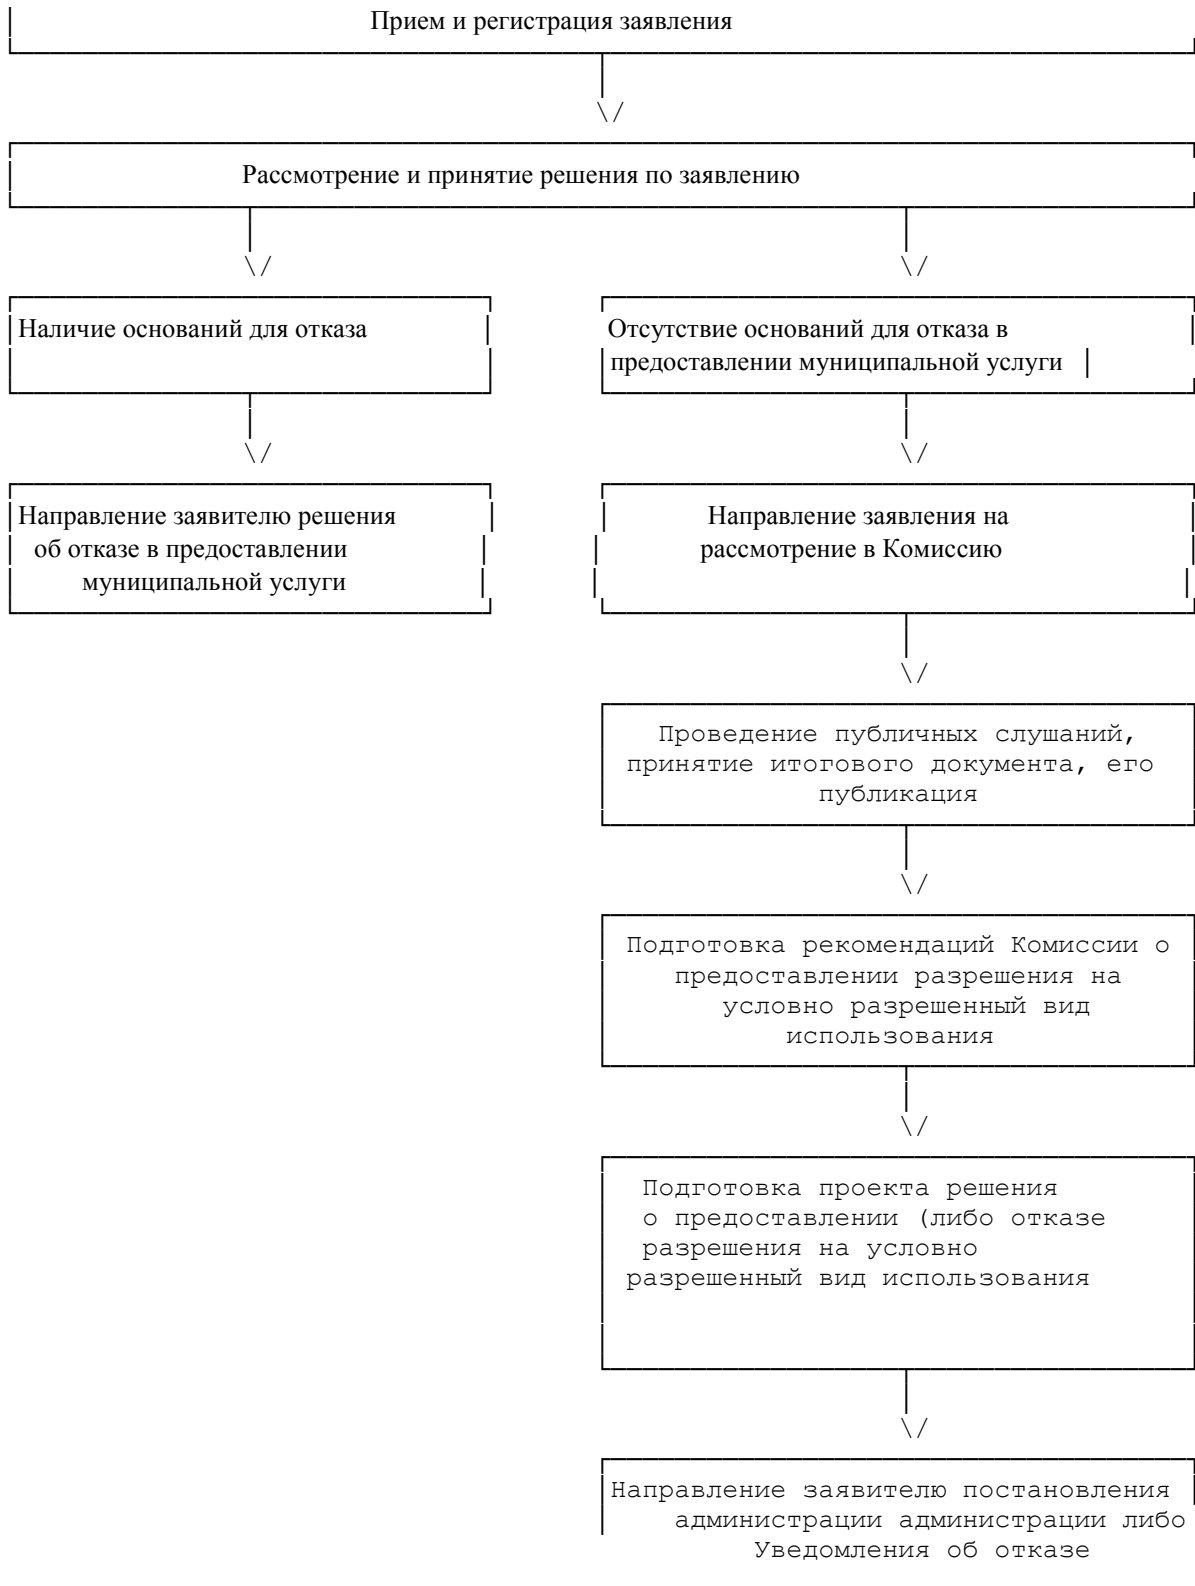 Прием и регистрация заявления
Рассмотрение и принятие решения по заявлению
Наличие оснований для отказа
Отсутствие оснований для отказа в
предоставлении муниципальной услуги
Направление заявителю решения
об отказе в предоставлении
муниципальной услуги
Направление заявления на
рассмотрение в Комиссию
Проведение публичных слушаний,
принятие итогового документа, его
публикация
Подготовка рекомендаций Комиссии о
предоставлении разрешения на
условно разрешенный вид
использования
Подготовка проекта решения
о предоставлении (либо отказе
разрешения на условно
разрешенный вид использования
Направление заявителю постановления
администрации администрации либо
Уведомления об отказе